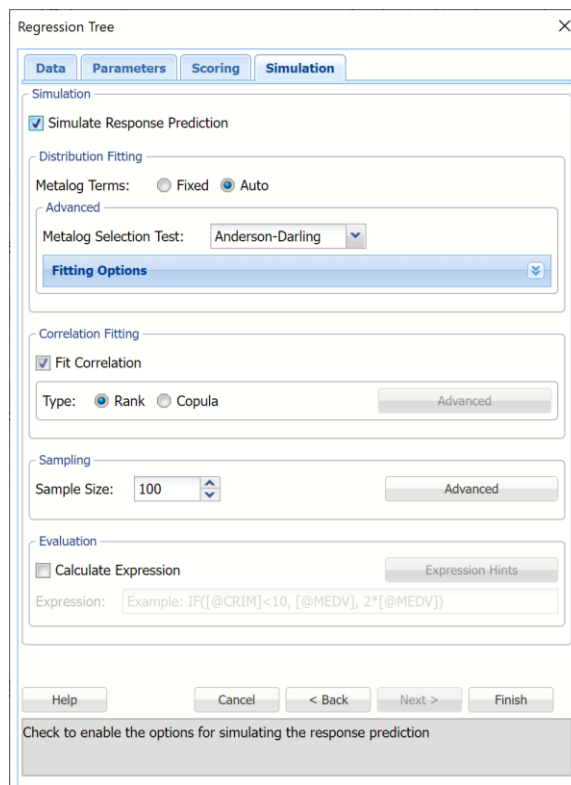 Regression Tree
Data Parameters Scoring Simulation
Simulation
Simulate Response Prediction
Distribution Fitting
Metalog Terms: Fixed Auto
Advanced
Metalog Selection Test: Anderson-Darling
Fitting Options
Correlation Fitting
Fit Correlation
Type: Rank Copula Advanced
Sampling
Sample Size: 100 Advanced
Evaluation
Calculate Expression Expression Hints
Expression: Example: IF([@CRIM]<10, [@MEDV], 2*[@MEDV])
Help Cancel < Back Next > Finish
Check to enable the options for simulating the response prediction